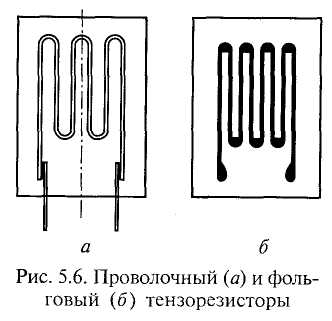 а
б
Рис. 5.6. Проволочный (а) и фоль-
говый (б) тензорезисторы